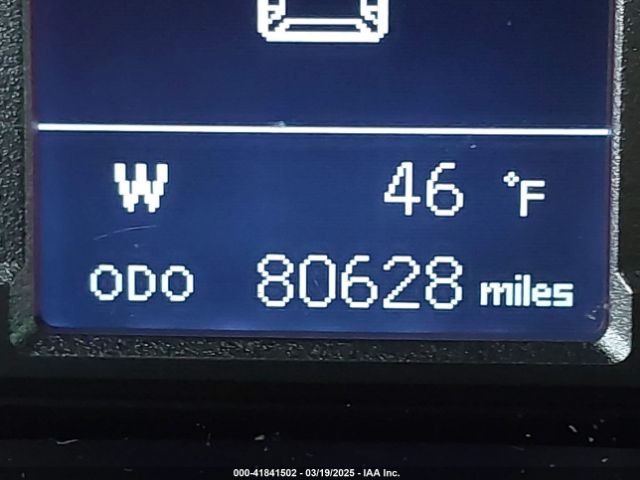 W 46 °F
ODO 80628 miles
000-41841502 - 03/19/2025 - IAA Inc.